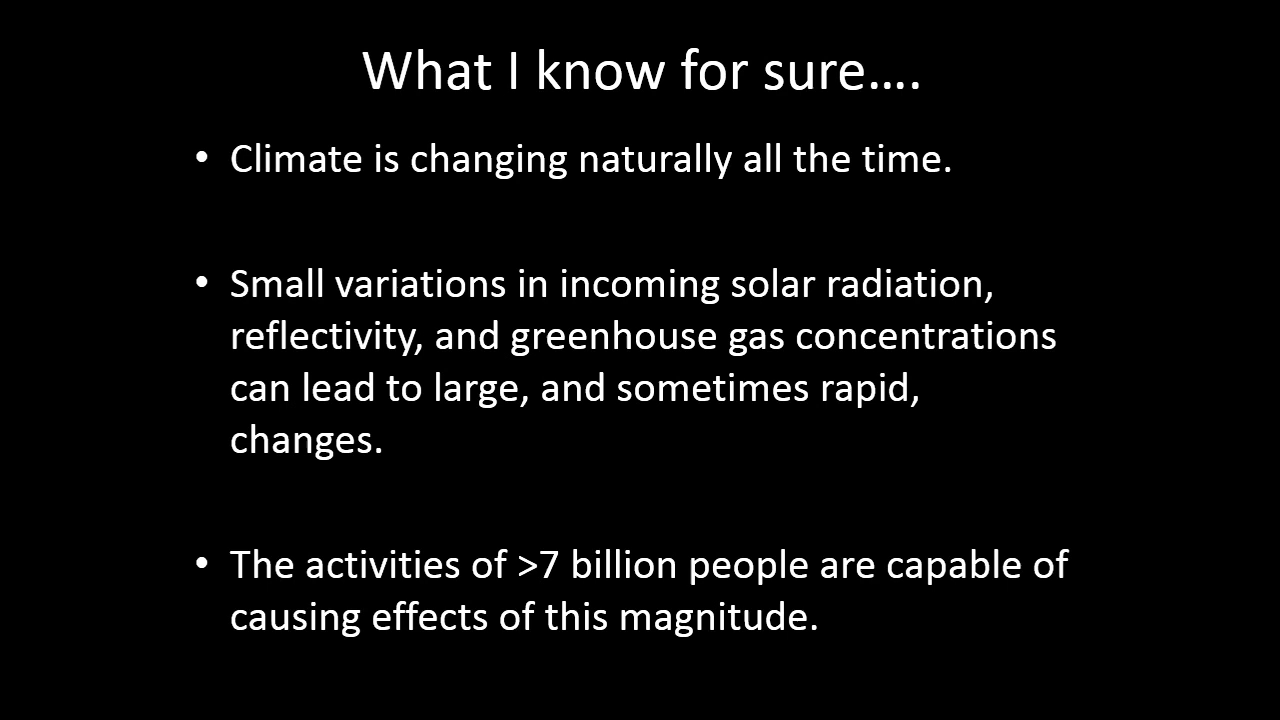 What I know for sure….
• Climate is changing naturally all the time.
• Small variations in incoming solar radiation,
reflectivity, and greenhouse gas concentrations
can lead to large, and sometimes rapid,
changes.
• The activities of >7 billion people are capable of
causing effects of this magnitude.